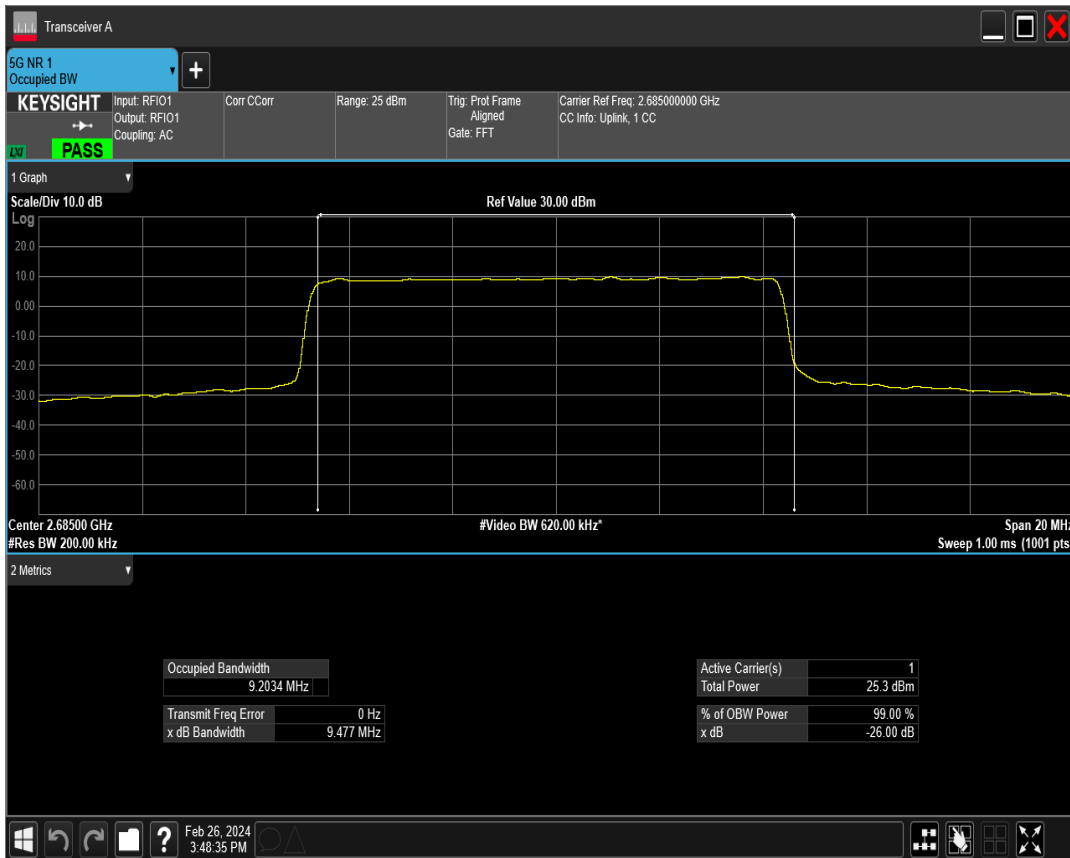 Transceiver A
5G NR 1
Occupied BW
+
KEYSIGHT
LXI
PASS
Input: RFIO1
Output: RFIO1
Coupling: AC
Corr CCorr
Range: 25 dBm
Trig: Prot Frame
Aligned
Gate: FFT
Carrier Ref Freq: 2.685000000 GHz
CC Info: Uplink, 1 CC
1 Graph
Scale/Div 10.0 dB
Ref Value 30.00 dBm
Log
20.0
10.0
0.00
-10.0
-20.0
-30.0
-40.0
-50.0
-60.0
Center 2.68500 GHz
#Video BW 620.00 kHz*
Span 20 MHz
#Res BW 200.00 kHz
Sweep 1.00 ms (1001 pts
2 Metrics
Occupied Bandwidth
9.2034 MHz
Transmit Freq Error 0 Hz
x dB Bandwidth 9.477 MHz
Active Carrier(s) 1
Total Power 25.3 dBm
% of OBW Power 99.00 %
x dB -26.00 dB
?
Feb 26, 2024
3:48:35 PM